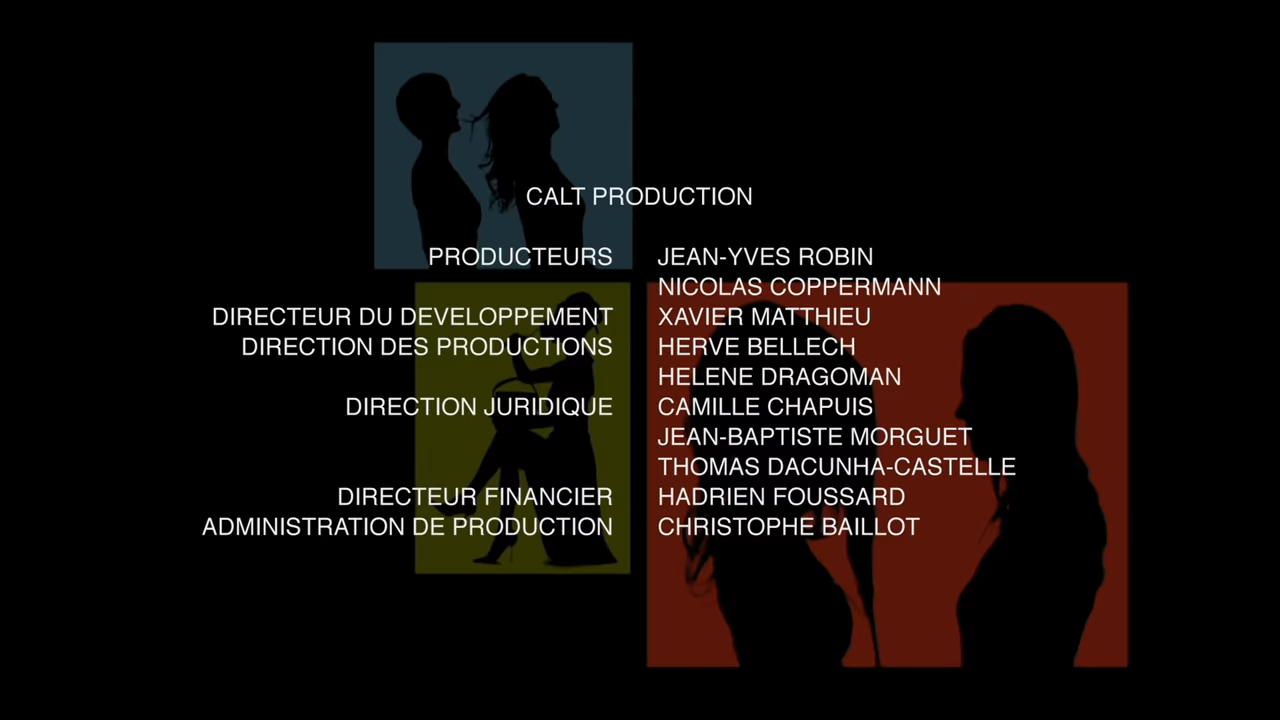 CALT PRODUCTION
PRODUCTEURS JEAN-YVES ROBIN
NICOLAS COPPERMANN
DIRECTEUR DU DEVELOPPEMENT XAVIER MATTHIEU
DIRECTION DES PRODUCTIONS HERVE BELLECH
HELENE DRAGOMAN
DIRECTION JURIDIQUE CAMILLE CHAPUIS
JEAN-BAPTISTE MORGUET
THOMAS DACUNHA-CASTELLE
DIRECTEUR FINANCIER HADRIEN FOUSSARD
ADMINISTRATION DE PRODUCTION CHRISTOPHE BAILLOT